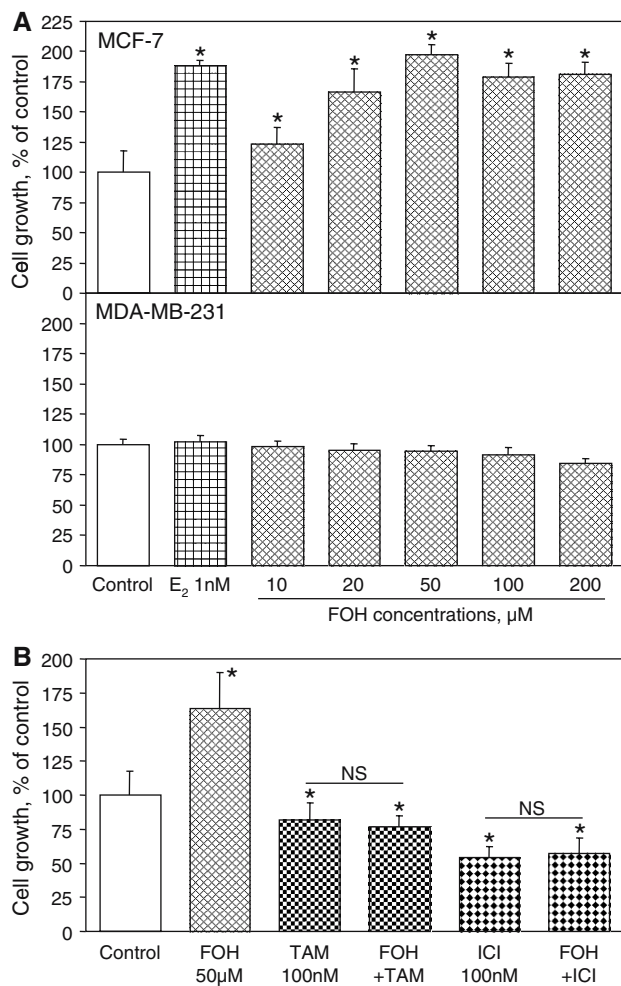 A
MCF-7
Cell growth, % of control
225
200
175
150
125
100
75
50
25
0
* * * * * *
MDA-MB-231
200
175
150
125
100
75
50
25
0
Control E₂ 1nM 10 20 50 100 200
FOH concentrations, µM
B
Cell growth, % of control
200
175
150
125
100
75
50
25
0
*
NS
* *
NS
* *
Control FOH TAM FOH ICI FOH
50µM 100nM +TAM 100nM +ICI